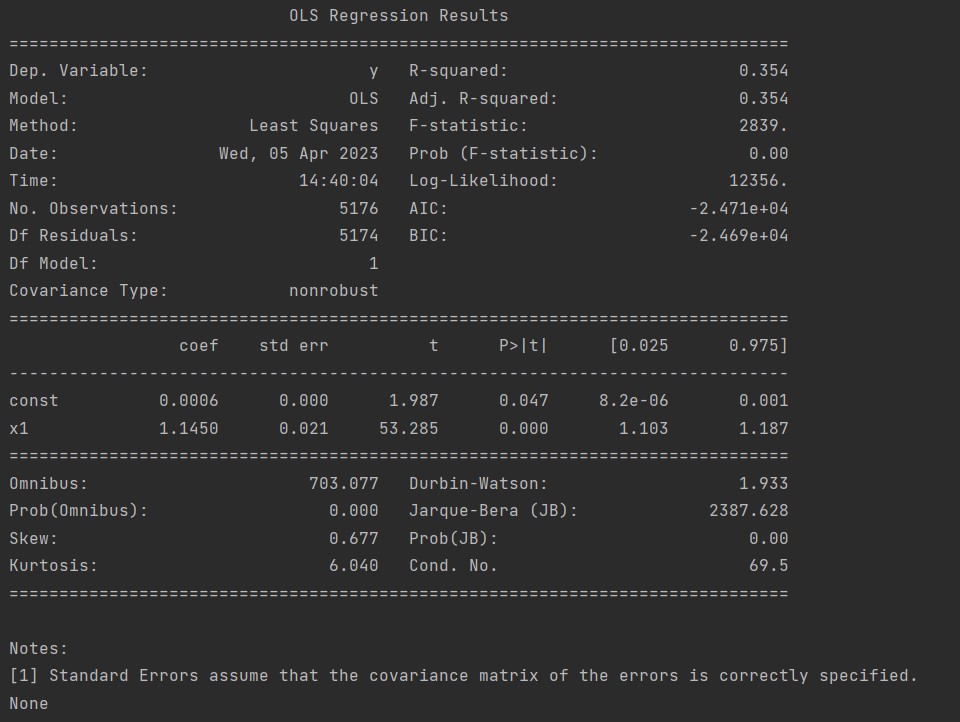 OLS Regression Results
==============================================================================
Dep. Variable:                      y   R-squared:                       0.354
Model:                            OLS   Adj. R-squared:                  0.354
Method:                 Least Squares   F-statistic:                     2839.
Date:                Wed, 05 Apr 2023   Prob (F-statistic):               0.00
Time:                        14:40:04   Log-Likelihood:                 12356.
No. Observations:                5176   AIC:                        -2.471e+04
Df Residuals:                    5174   BIC:                        -2.469e+04
Df Model:                           1
Covariance Type:            nonrobust
==============================================================================
                 coef    std err          t      P>|t|      [0.025      0.975]
------------------------------------------------------------------------------
const          0.0006      0.000      1.987      0.047     8.2e-06       0.001
x1             1.1450      0.021     53.285      0.000       1.103       1.187
==============================================================================
Omnibus:                      703.077   Durbin-Watson:                   1.933
Prob(Omnibus):                  0.000   Jarque-Bera (JB):             2387.628
Skew:                           0.677   Prob(JB):                         0.00
Kurtosis:                       6.040   Cond. No.                         69.5
==============================================================================

Notes:
[1] Standard Errors assume that the covariance matrix of the errors is correctly specified.
None